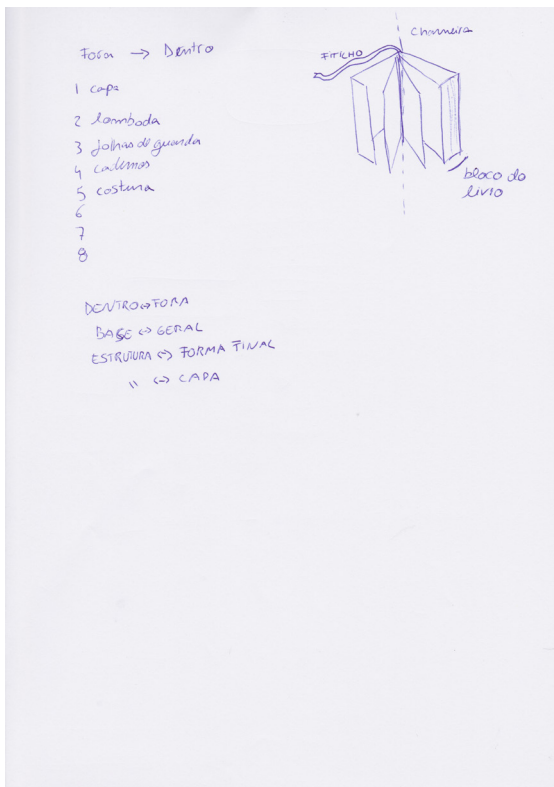 Fora → Dentro
1 capa
2 lombada
3 folhas de guarda
4 cadernos
5 costura
6
7
8
Charneira
FITILHO
bloco do
livro
DENTRO ↔ FORA
BASE ↔ GERAL
ESTRUTURA ↔ FORMA FINAL
" ↔ CAPA